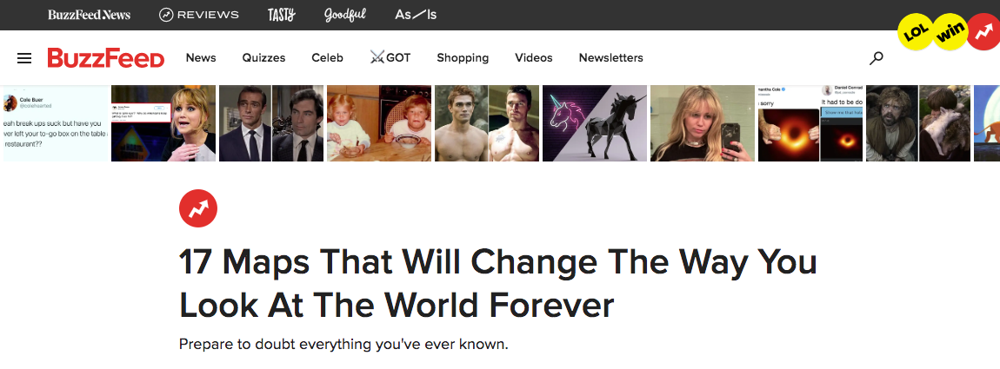 BuzzFeed News
REVIEWS
TASTY
Goodful
As/Is
LOL
win
BuzzFeed
News
Quizzes
Celeb
GOT
Shopping
Videos
Newsletters
Cole Buer
eah break ups suck but have you
ver left your to-go box on the table
restaurant??
mantha Cole
sorry
Daniel Conrad
It had to be do
17 Maps That Will Change The Way You
Look At The World Forever
Prepare to doubt everything you've ever known.